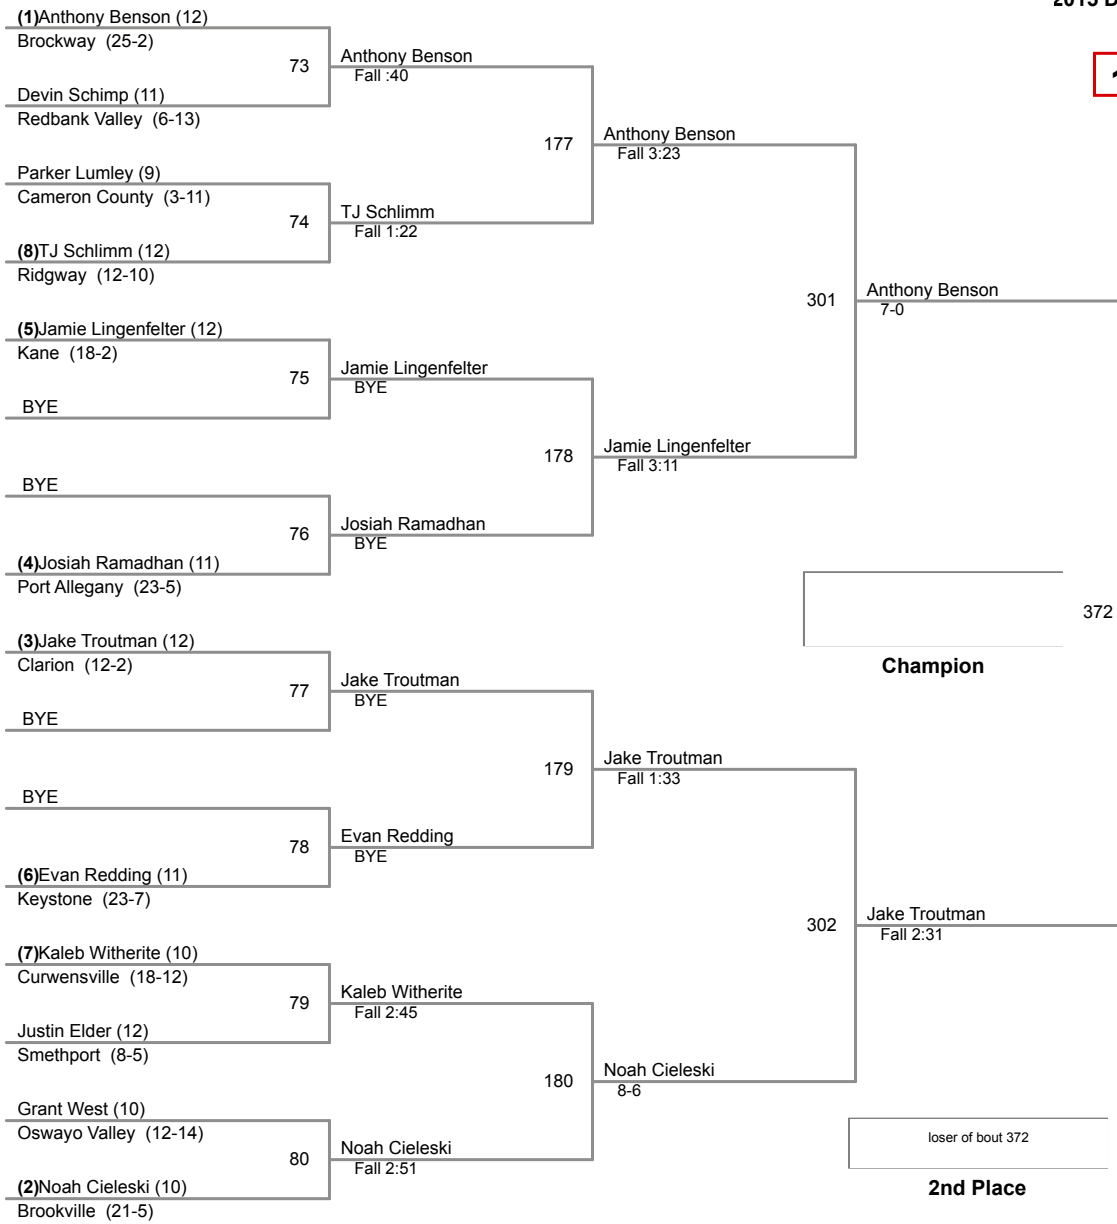 2015 D
1
(1)Anthony Benson (12)
Brockway (25-2)
73
Devin Schimp (11)
Redbank Valley (6-13)
Anthony Benson
Fall :40
Parker Lumley (9)
Cameron County (3-11)
74
(8)TJ Schlimm (12)
Ridgway (12-10)
TJ Schlimm
Fall 1:22
177
Anthony Benson
Fall 3:23
(5)Jamie Lingenfelter (12)
Kane (18-2)
75
BYE
Jamie Lingenfelter
BYE
BYE
76
(4)Josiah Ramadhan (11)
Port Allegany (23-5)
Josiah Ramadhan
BYE
178
Jamie Lingenfelter
Fall 3:11
301
Anthony Benson
7-0
(3)Jake Troutman (12)
Clarion (12-2)
77
BYE
Jake Troutman
BYE
BYE
78
(6)Evan Redding (11)
Keystone (23-7)
Evan Redding
BYE
179
Jake Troutman
Fall 1:33
(7)Kaleb Witherite (10)
Curwensville (18-12)
79
Justin Elder (12)
Smethport (8-5)
Kaleb Witherite
Fall 2:45
Grant West (10)
Oswayo Valley (12-14)
80
(2)Noah Cieleski (10)
Brookville (21-5)
Noah Cieleski
Fall 2:51
180
Noah Cieleski
8-6
302
Jake Troutman
Fall 2:31
372
Champion
loser of bout 372
2nd Place